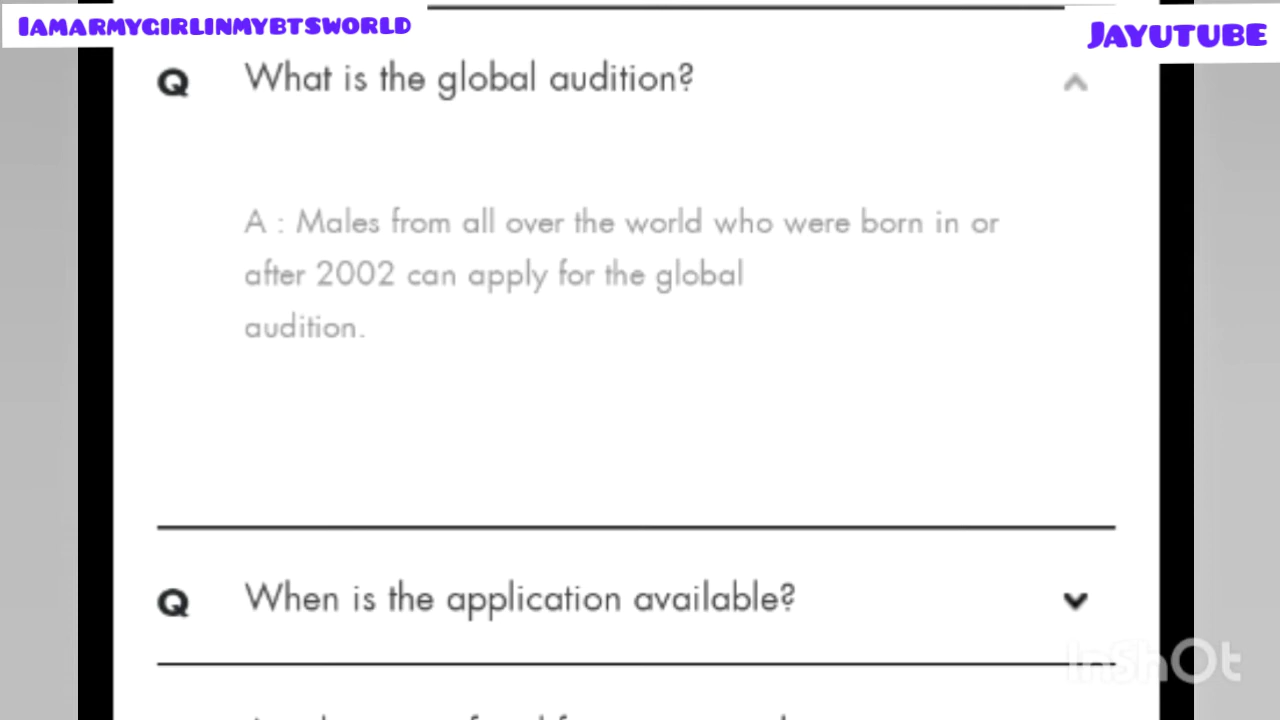 IAMARMYGIRLINMYBTSWORLD
JAYUTUBE
Q What is the global audition?
A : Males from all over the world who were born in or
after 2002 can apply for the global
audition.
Q When is the application available?
InShOt